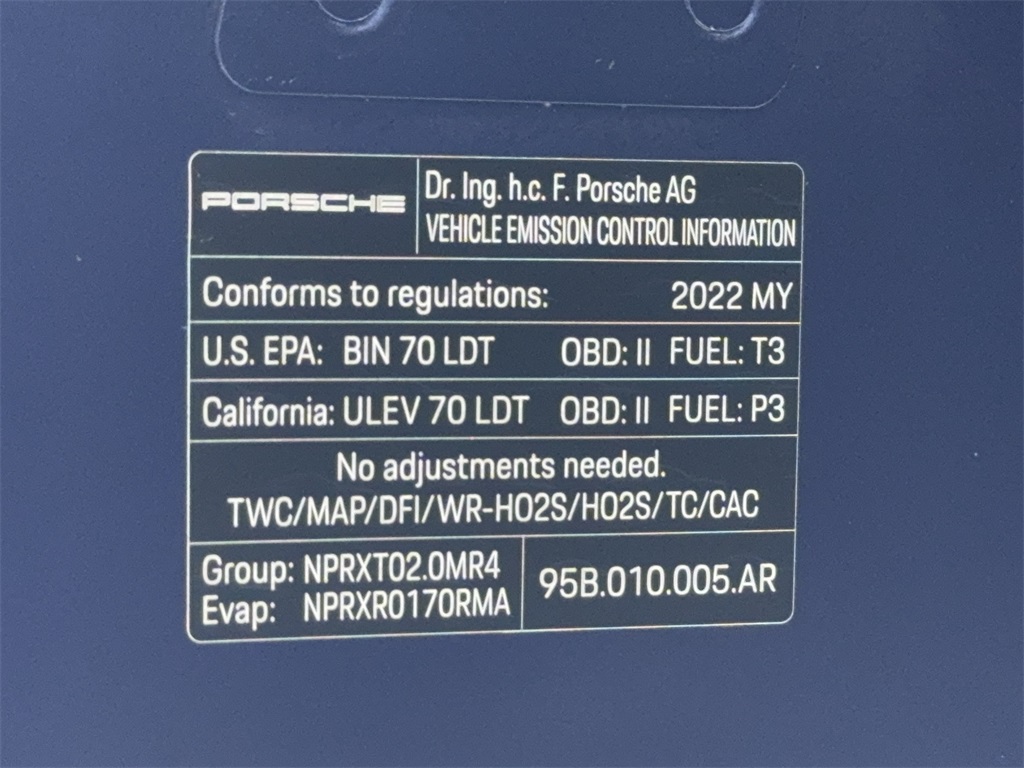 PORSCHE
Dr. Ing. h.c. F. Porsche AG
VEHICLE EMISSION CONTROL INFORMATION
Conforms to regulations: 2022 MY
U.S. EPA: BIN 70 LDT OBD: II FUEL: T3
California: ULEV 70 LDT OBD: II FUEL: P3
No adjustments needed.
TWC/MAP/DFI/WR-HO2S/HO2S/TC/CAC
Group: NPRXT02.0MR4
Evap: NPRXR0170RMA
95B.010.005.AR